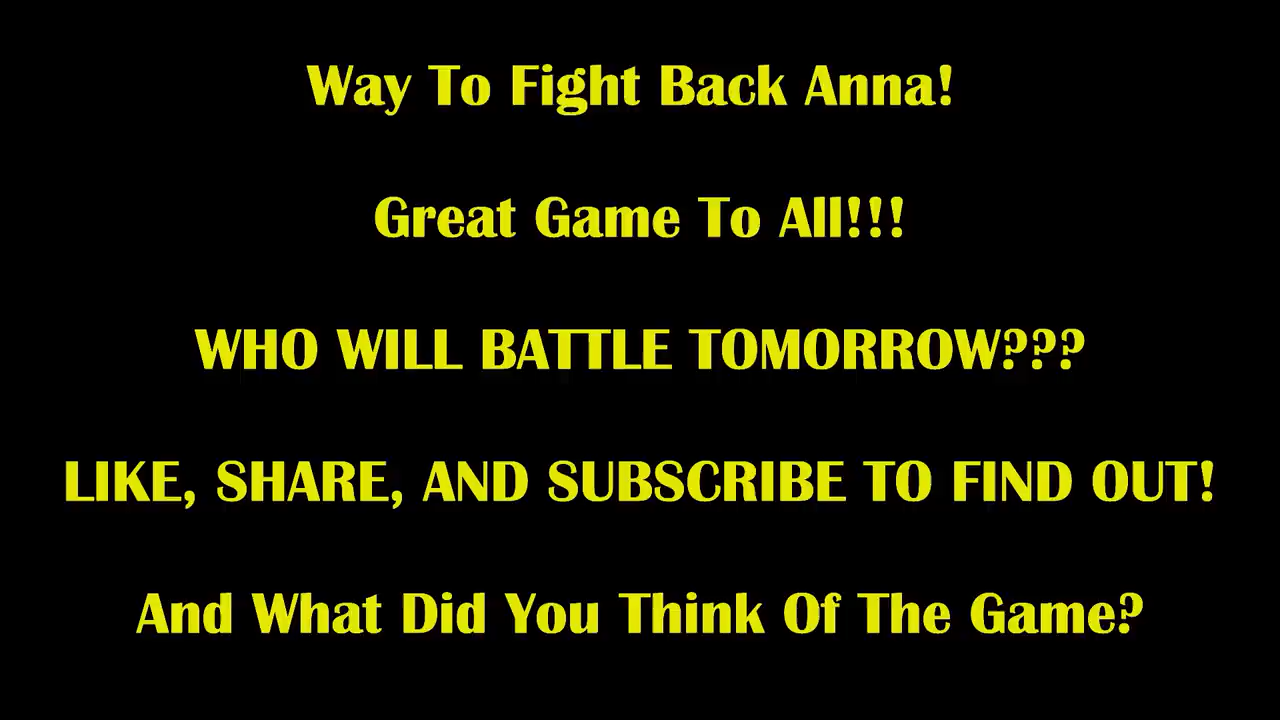 Way To Fight Back Anna!
Great Game To All!!!
WHO WILL BATTLE TOMORROW???
LIKE, SHARE, AND SUBSCRIBE TO FIND OUT!
And What Did You Think Of The Game?